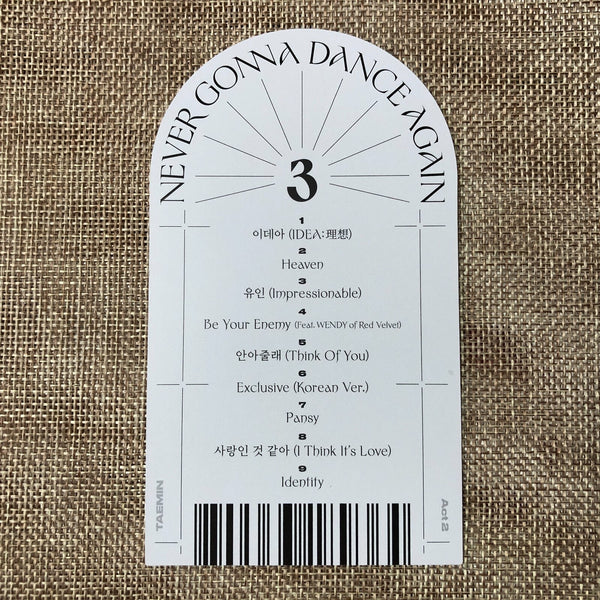 NEVER GONNA DANCE AGAIN
3
1
이데아 (IDEA:理想)
2
Heaven
3
유인 (Impressionable)
4
Be Your Enemy (Feat. WENDY of Red Velvet)
5
안아줄래 (Think Of You)
6
Exclusive (Korean Ver.)
7
Pansy
8
사랑인 것 같아 (I Think It's Love)
9
Identity
TAEMIN
Act 2